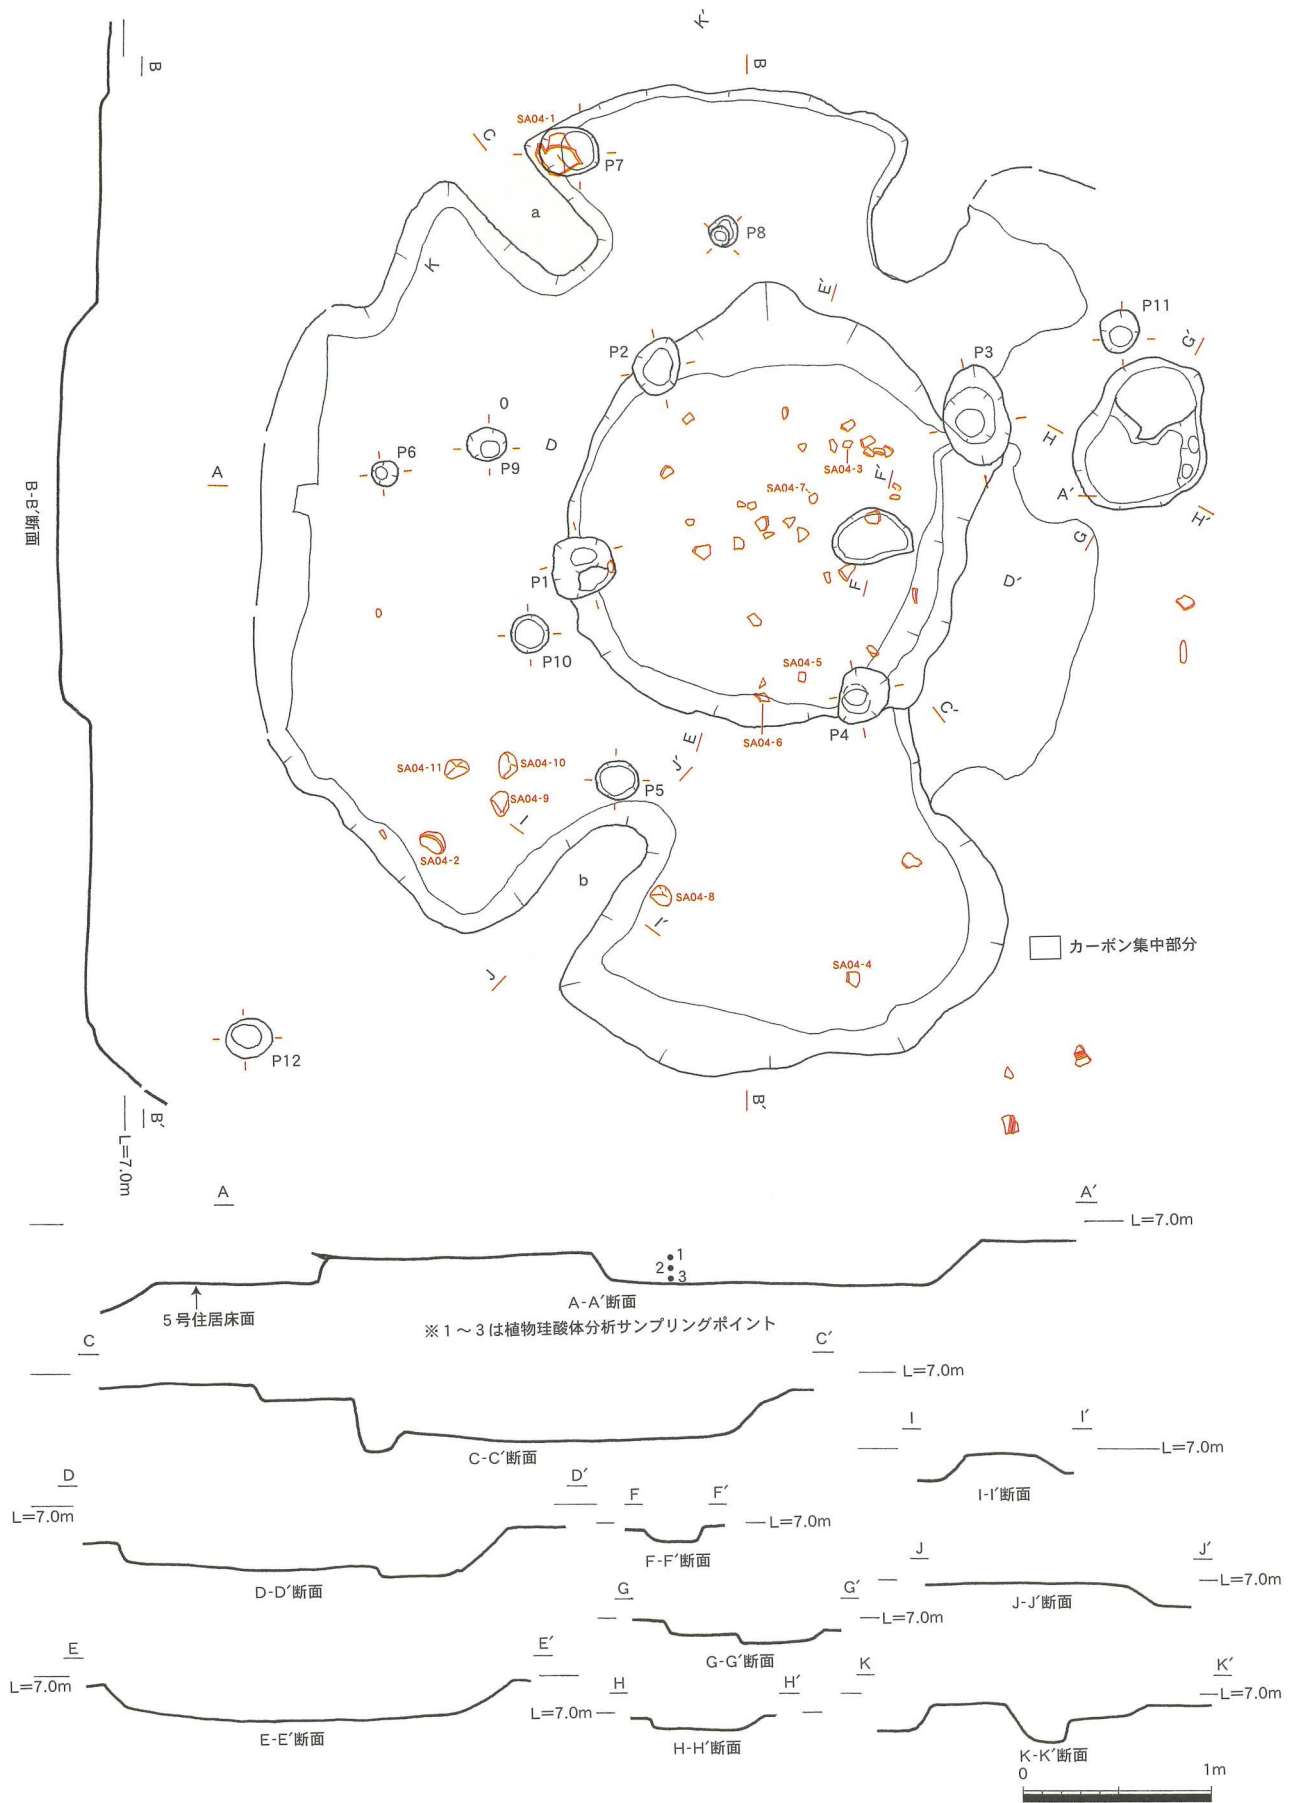 K′
B
B
SA04-1
C
P7
a
P8
K
E′
P11
P2
P3
G′
O
D
H
P6
P9
A
SA04-3
F′
SA04-7
A′
H′
B-B′断面
G
P1
F
D′
P10
SA04-5
C′
P4
E
SA04-6
J′
SA04-11
SA04-10
P5
SA04-9
I
SA04-2
b
SA04-8
I′
カーボン集中部分
J
SA04-4
P12
B′
B′
L=7.0m
A
A′
L=7.0m
1
2
3
5号住居床面
A-A′断面
※1～3は植物珪酸体分析サンプリングポイント
C
C′
L=7.0m
C-C′断面
I
I′
L=7.0m
I-I′断面
D
D′
L=7.0m
D-D′断面
F
F′
L=7.0m
F-F′断面
J
J′
L=7.0m
J-J′断面
G
G′
L=7.0m
G-G′断面
E
E′
L=7.0m
E-E′断面
H
H′
L=7.0m
H-H′断面
K
K′
L=7.0m
K-K′断面
0
1m